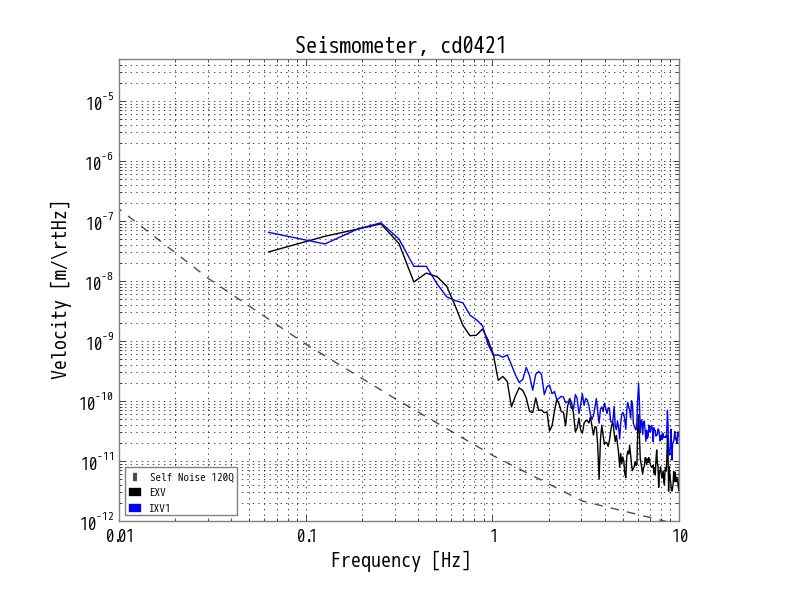 Seismometer, cd0421
Velocity [m/\rtHz]
10^-5
10^-6
10^-7
10^-8
10^-9
10^-10
10^-11
10^-12
Self Noise 120Q
EXV
IXV1
0.01 0.1 1 10
Frequency [Hz]